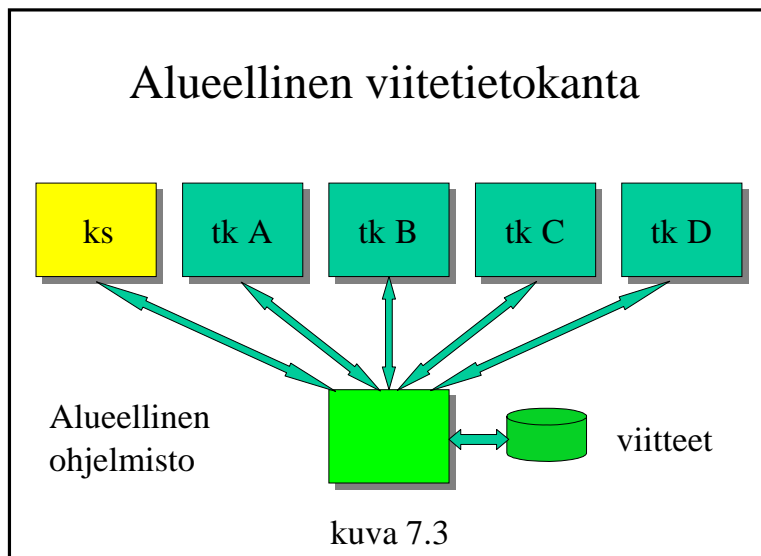 Alueellinen viitetietokanta
ks
tk A
tk B
tk C
tk D
Alueellinen
ohjelmisto
viitteet
kuva 7.3